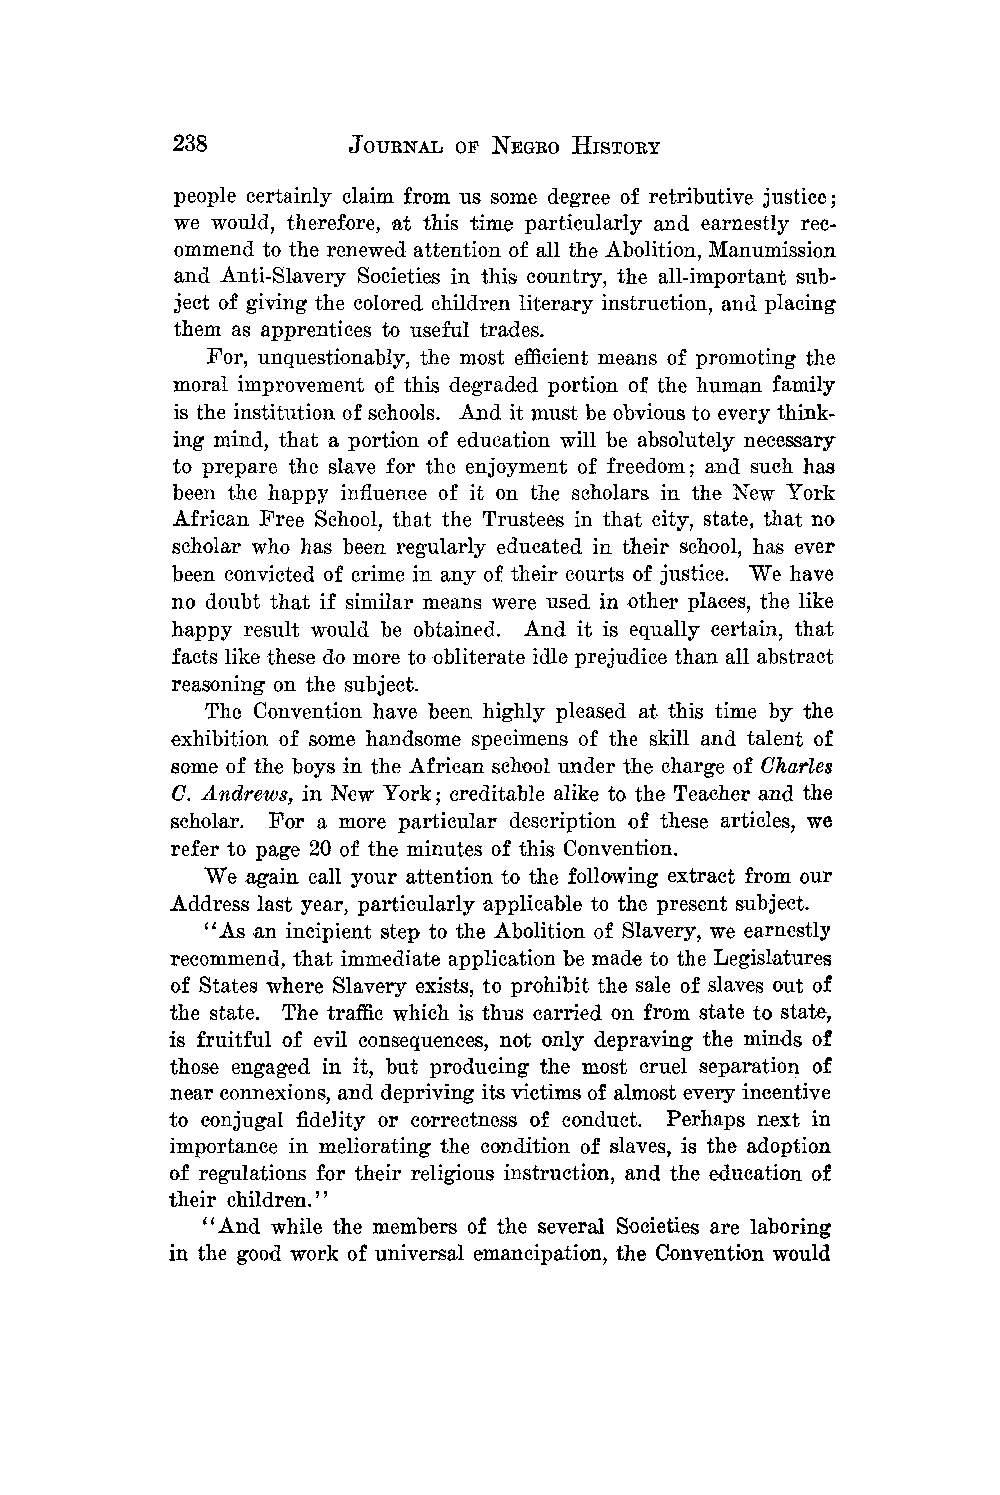 238 JOURNAL OF NEGRO HISTORY
people certainly claim from us some degree of retributive justice;
we would, therefore, at this time particularly and earnestly rec-
ommend to the renewed attention of all the Abolition, Manumission
and Anti-Slavery Societies in this country, the all-important sub-
ject of giving the colored children literary instruction, and placing
them as apprentices to useful trades.
For, unquestionably, the most efficient means of promoting the
moral improvement of this degraded portion of the human family
is the institution of schools. And it must be obvious to every think-
ing mind, that a portion of education will be absolutely necessary
to prepare the slave for the enjoyment of freedom; and such has
been the happy influence of it on the scholars in the New York
African Free School, that the Trustees in that city, state, that no
scholar who has been regularly educated in their school, has ever
been convicted of crime in any of their courts of justice. We have
no doubt that if similar means were used in other places, the like
happy result would be obtained. And it is equally certain, that
facts like these do more to obliterate idle prejudice than all abstract
reasoning on the subject.
The Convention have been highly pleased at this time by the
exhibition of some handsome specimens of the skill and talent of
some of the boys in the African school under the charge of Charles
C. Andrews, in New York; creditable alike to the Teacher and the
scholar. For a more particular description of these articles, we
refer to page 20 of the minutes of this Convention.
We again call your attention to the following extract from our
Address last year, particularly applicable to the present subject.
"As an incipient step to the Abolition of Slavery, we earnestly
recommend, that immediate application be made to the Legislatures
of States where Slavery exists, to prohibit the sale of slaves out of
the state. The traffic which is thus carried on from state to state,
is fruitful of evil consequences, not only depraving the minds of
those engaged in it, but producing the most cruel separation of
near connexions, and depriving its victims of almost every incentive
to conjugal fidelity or correctness of conduct. Perhaps next in
importance in meliorating the condition of slaves, is the adoption
of regulations for their religious instruction, and the education of
their children."
"And while the members of the several Societies are laboring
in the good work of universal emancipation, the Convention would